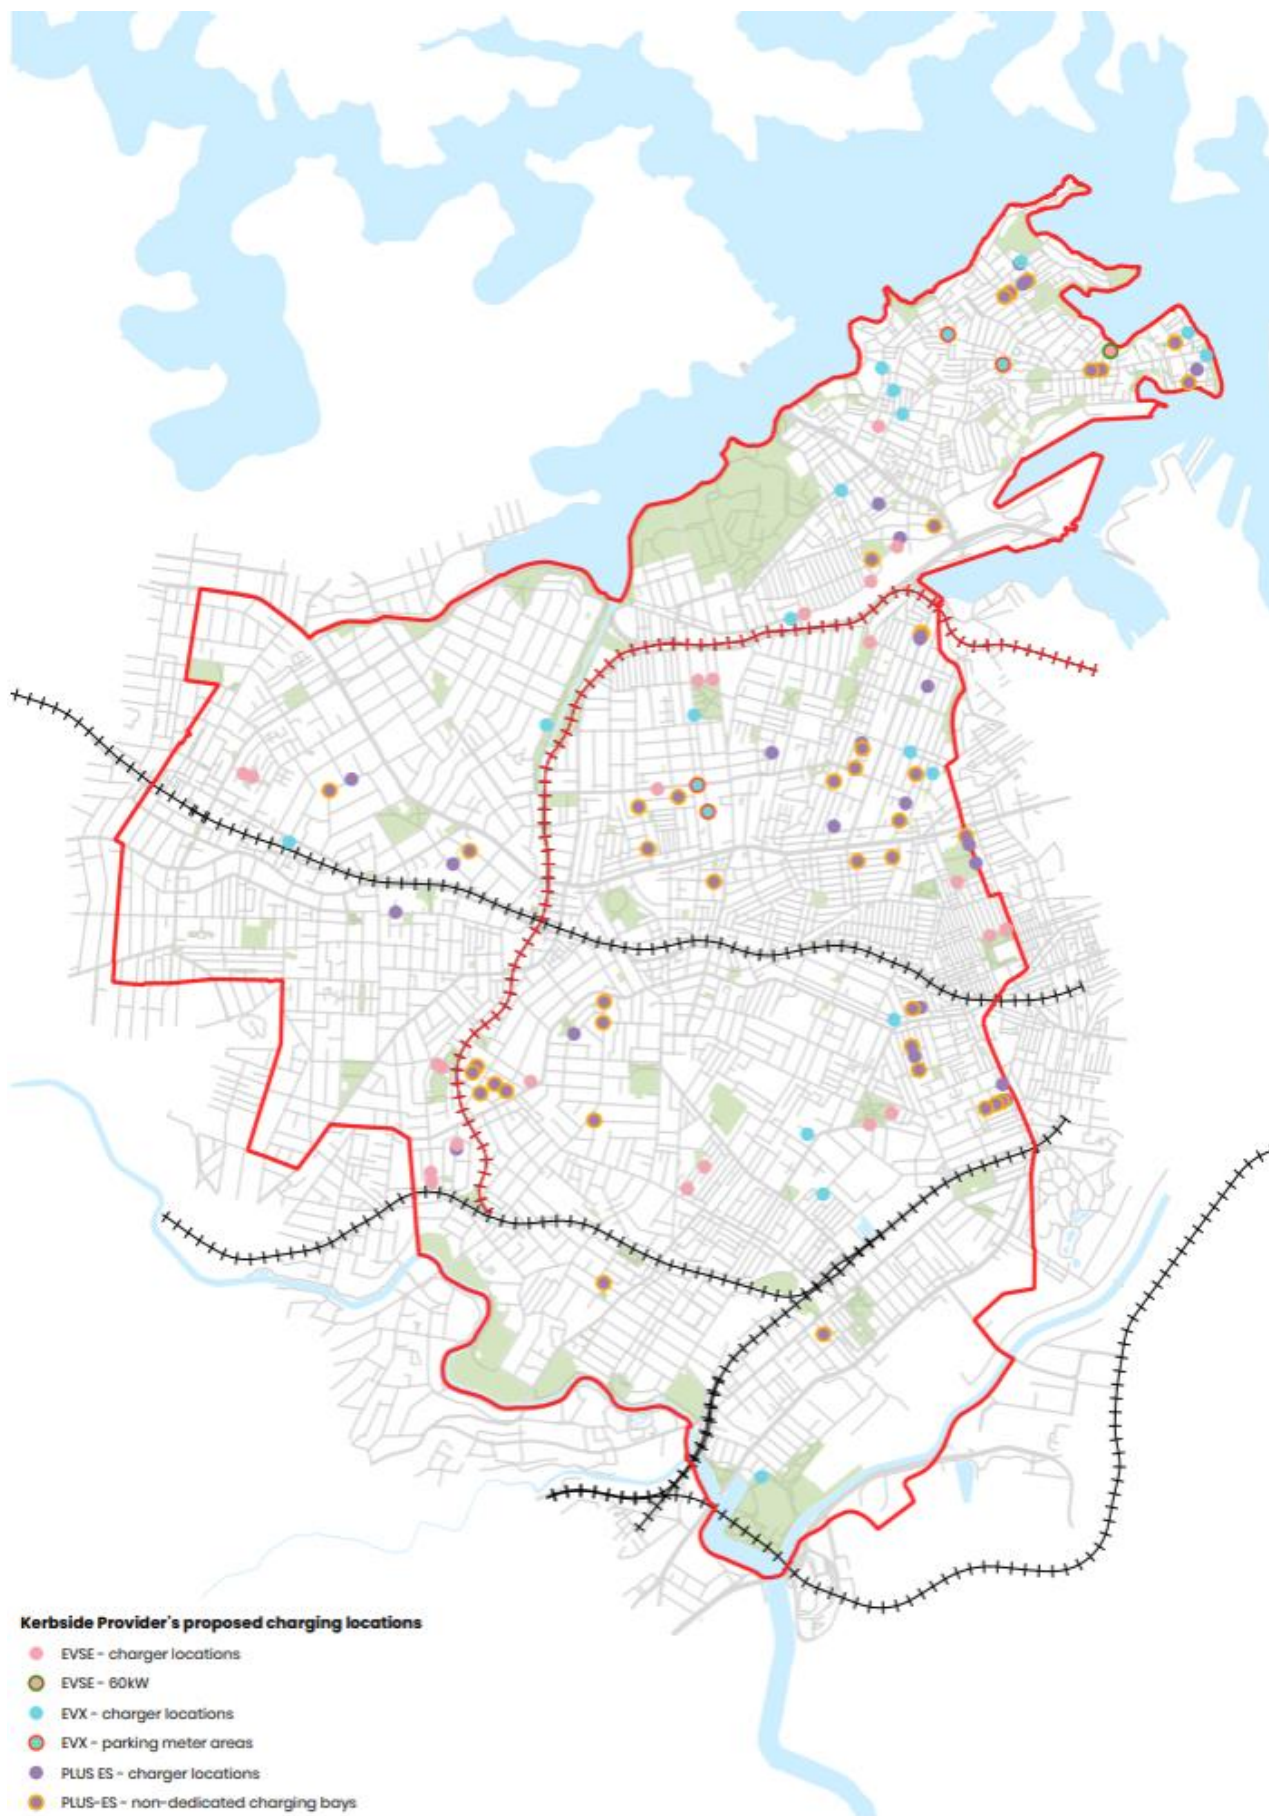 Kerbside Provider's proposed charging locations
EVSE - charger locations
EVSE - 60kW
EVX - charger locations
EVX - parking meter areas
PLUS ES - charger locations
PLUS-ES - non-dedicated charging bays